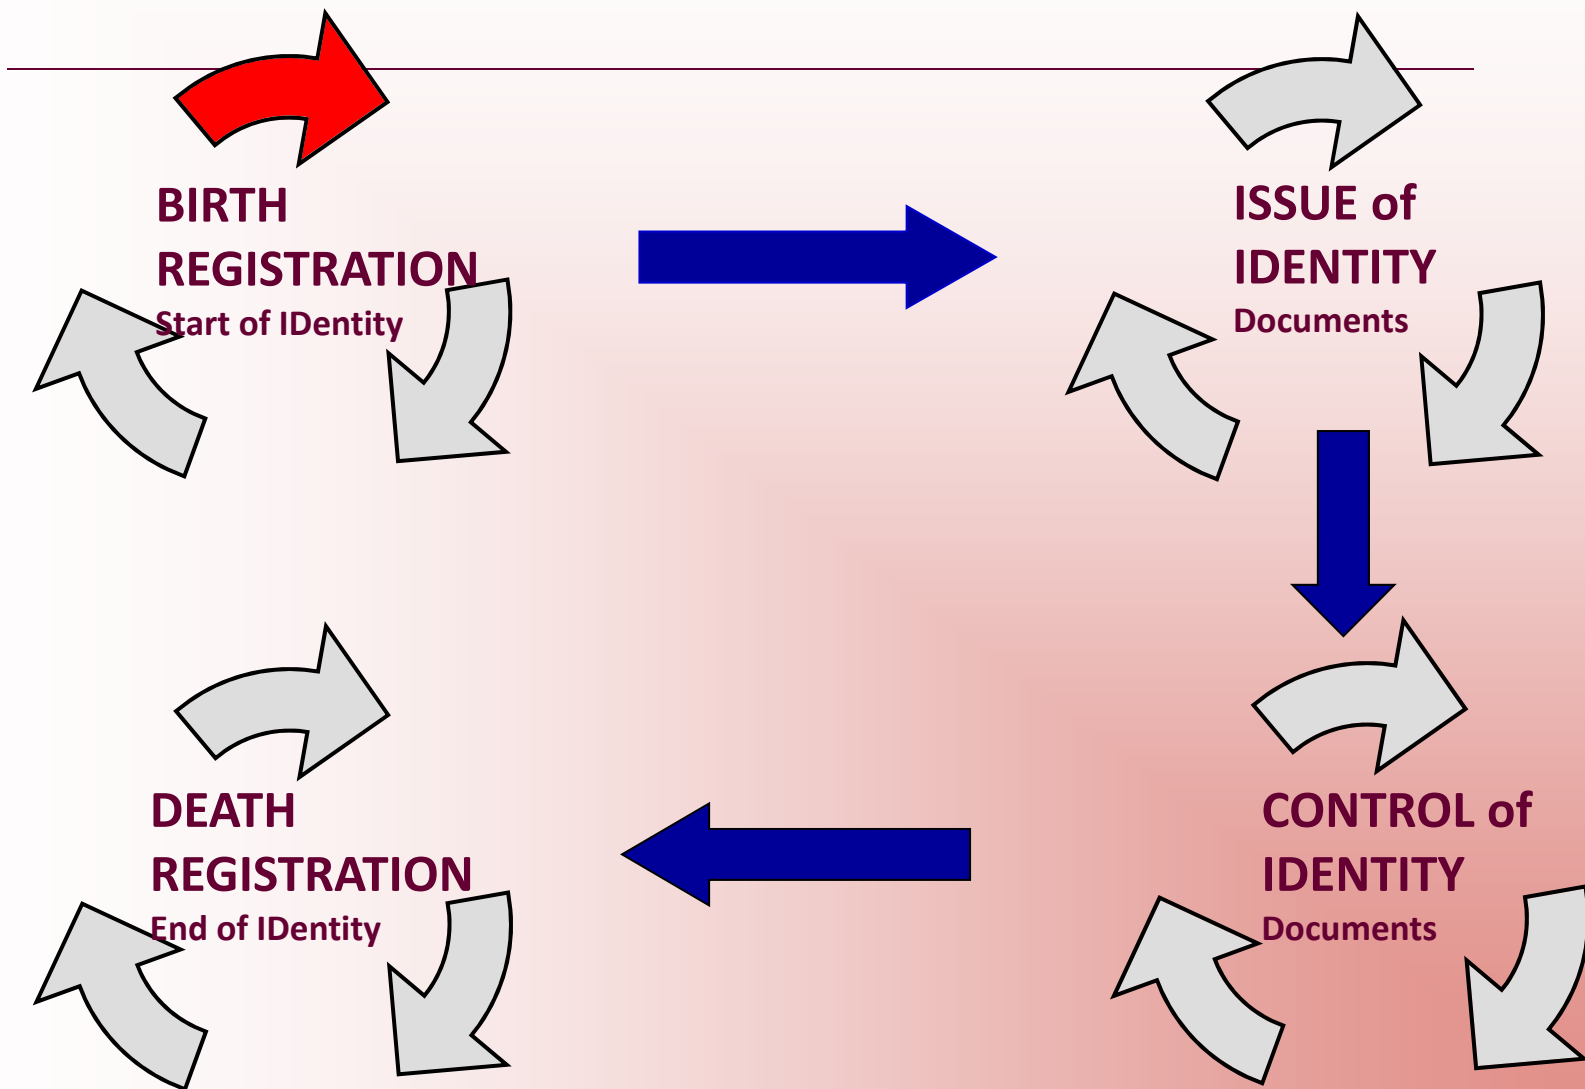 BIRTH
REGISTRATION
Start of IDentity
ISSUE of
IDENTITY
Documents
DEATH
REGISTRATION
End of IDentity
CONTROL of
IDENTITY
Documents